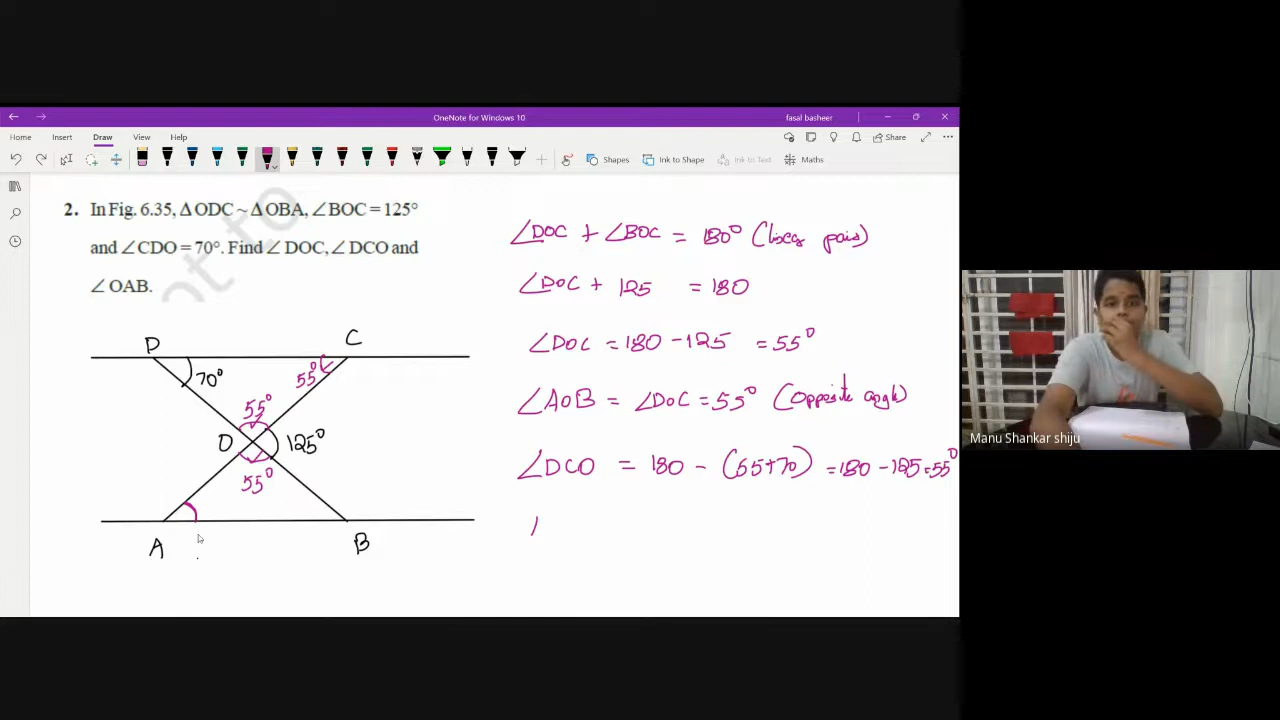 OneNote for Windows 10
fasal basheer
Home Insert Draw View Help
Share
Shapes
Ink to Shape
Ink to Text
Maths
2. In Fig. 6.35, Δ ODC ~ Δ OBA, ∠ BOC = 125°
and ∠ CDO = 70°. Find ∠ DOC, ∠ DCO and
∠ OAB.
D
C
70°
55°
55°
O
125°
55°
A
B
∠DOC + ∠BOC = 180° (linear pair)
∠DOC + 125 = 180
∠DOC = 180 - 125 = 55°
∠AOB = ∠DOC = 55° (opposite angle)
∠DCO = 180 - (55+70) = 180 - 125 = 55°
Manu Shankar shiju